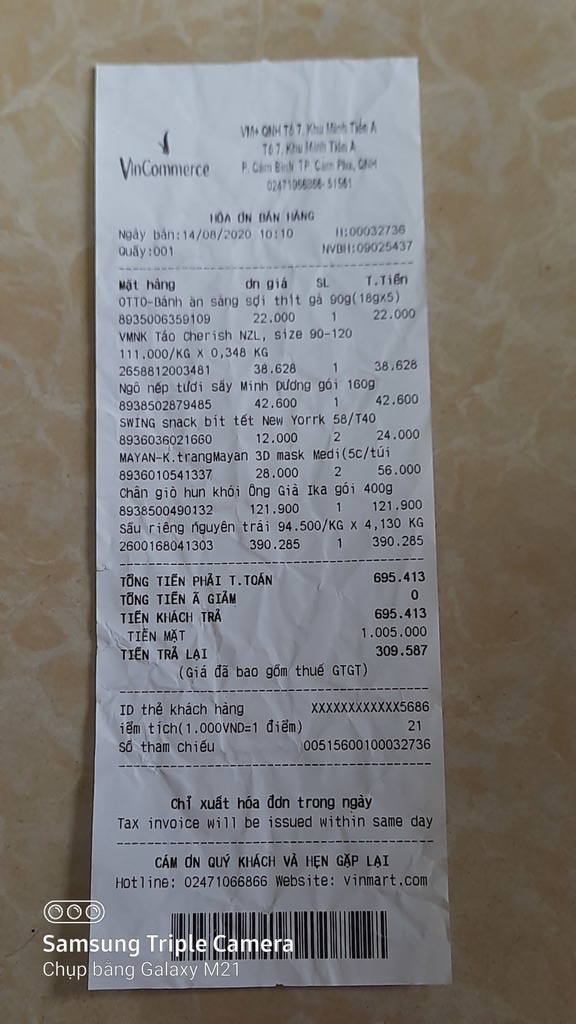 VinCommerce
VM+ QNH Tổ 7, Khu Minh Tiến A
Tổ 7, Khu Minh Tiến A
P. Cẩm Bình TP. Cẩm Phả, QNH
02471066866-51561
HÓA ƠN BÁN HÀNG
Ngày bán:14/08/2020 10:10 H:00032736
Quầy:001 NVBH:09025437
Mặt hàng ơn giá SL T.Tiền
OTTO-Bánh ăn sáng sợi thịt gà 90g(18gx5)
8935006359109 22.000 1 22.000
VMNK Táo Cherish NZL, size 90-120
111.000/KG X 0,348 KG
2658812003481 38.628 1 38.628
Ngô nếp tươi sấy Minh Dương gói 160g
8938502879485 42.600 1 42.600
SWING snack bít tết New Yorrk 58/T40
8936036021660 12.000 2 24.000
MAYAN-K.trangMayan 3D mask Medi(5c/túi
8936010541337 28.000 2 56.000
Chân giò hun khói Ông Già Ika gói 400g
8938500490132 121.900 1 121.900
Sầu riêng nguyên trái 94.500/KG X 4,130 KG
2600168041303 390.285 1 390.285
TỔNG TIỀN PHẢI T.TOÁN 695.413
TỔNG TIỀN Ã GIẢM 0
TIỀN KHÁCH TRẢ 695.413
TIỀN MẶT 1.005.000
TIỀN TRẢ LẠI 309.587
(Giá đã bao gồm thuế GTGT)
ID thẻ khách hàng XXXXXXXXXXXX5686
iểm tích(1.000VND=1 điểm) 21
Số tham chiếu 00515600100032736
Chỉ xuất hóa đơn trong ngày
Tax invoice will be issued within same day
CẢM ƠN QUÝ KHÁCH VÀ HẸN GẶP LẠI
Hotline: 02471066866 Website: vinmart.com
Samsung Triple Camera
Chụp bằng Galaxy M21